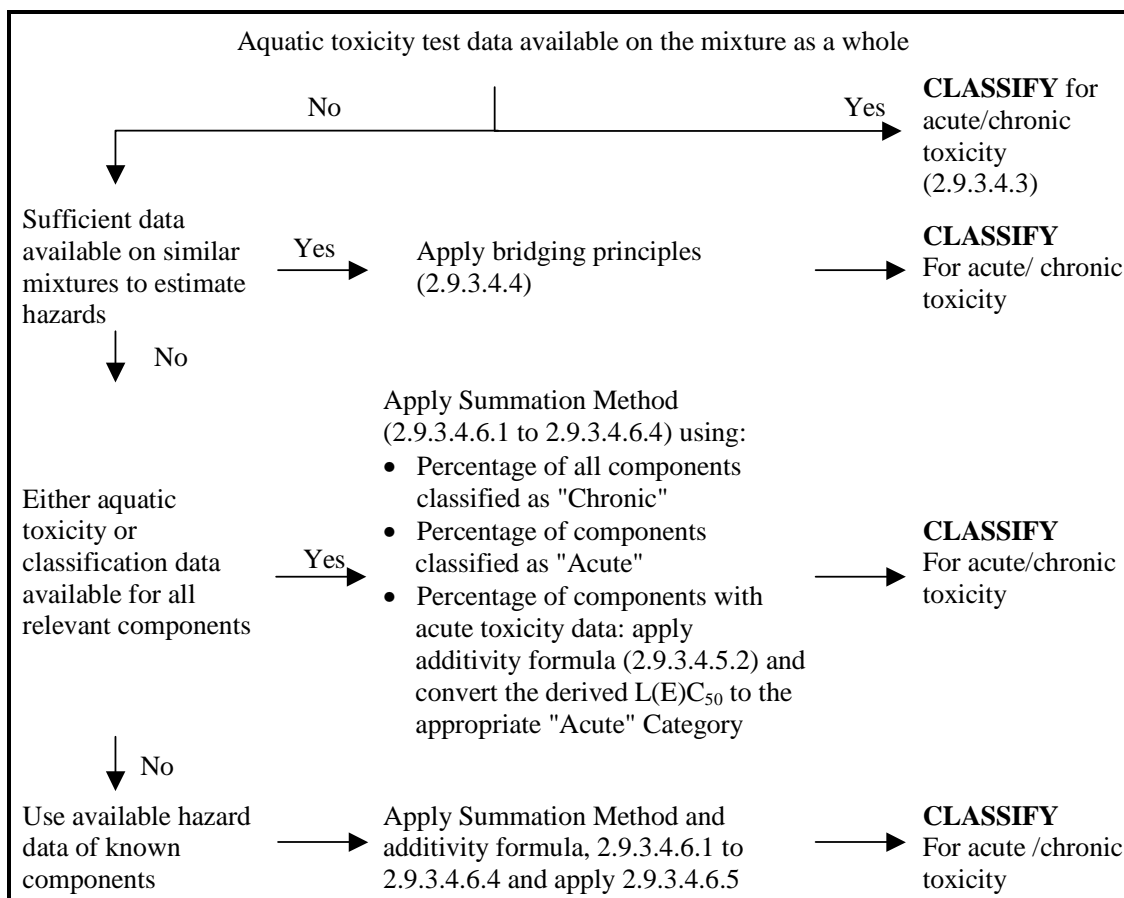 Aquatic toxicity test data available on the mixture as a whole
No
Yes
CLASSIFY for
acute/chronic
toxicity
(2.9.3.4.3)
Sufficient data
available on similar
mixtures to estimate
hazards
Yes
Apply bridging principles
(2.9.3.4.4)
CLASSIFY
For acute/ chronic
toxicity
No
Either aquatic
toxicity or
classification data
available for all
relevant components
Yes
Apply Summation Method
(2.9.3.4.6.1 to 2.9.3.4.6.4) using:
• Percentage of all components
classified as "Chronic"
• Percentage of components
classified as "Acute"
• Percentage of components with
acute toxicity data: apply
additivity formula (2.9.3.4.5.2) and
convert the derived L(E)C₅₀ to the
appropriate "Acute" Category
CLASSIFY
For acute/chronic
toxicity
No
Use available hazard
data of known
components
Apply Summation Method and
additivity formula, 2.9.3.4.6.1 to
2.9.3.4.6.4 and apply 2.9.3.4.6.5
CLASSIFY
For acute /chronic
toxicity